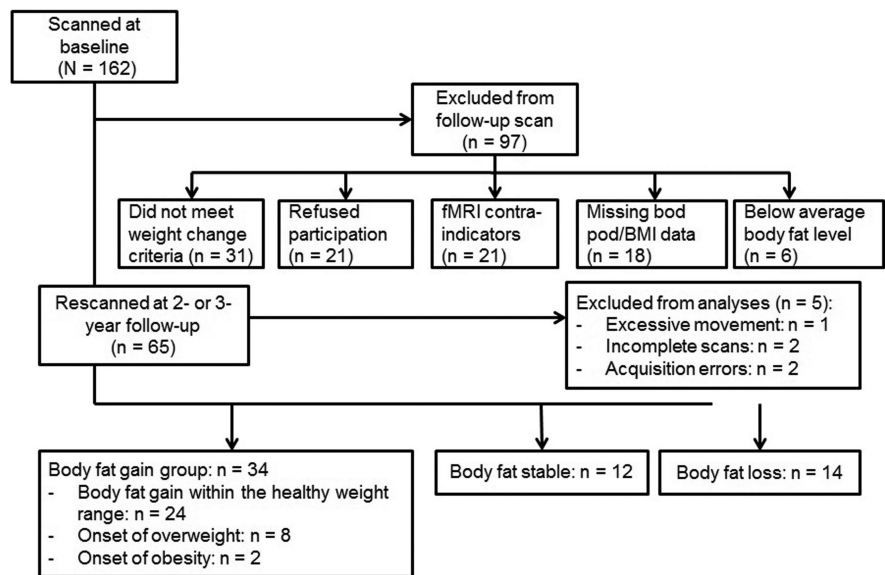 Scanned at
baseline
(N = 162)
Excluded from
follow-up scan
(n = 97)
Did not meet
weight change
criteria (n = 31)
Refused
participation
(n = 21)
fMRI contra-
indicators
(n = 21)
Missing bod
pod/BMI data
(n = 18)
Below average
body fat level
(n = 6)
Rescanned at 2- or 3-
year follow-up
(n = 65)
Excluded from analyses (n = 5):
- Excessive movement: n = 1
- Incomplete scans: n = 2
- Acquisition errors: n = 2
Body fat gain group: n = 34
- Body fat gain within the healthy weight
range: n = 24
- Onset of overweight: n = 8
- Onset of obesity: n = 2
Body fat stable: n = 12
Body fat loss: n = 14